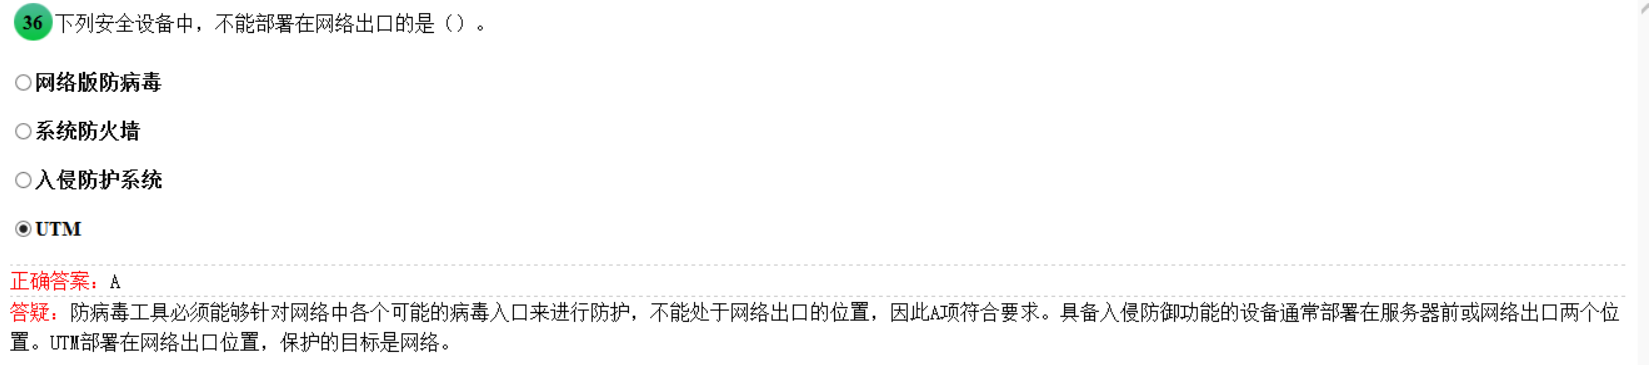 36 下列安全设备中，不能部署在网络出口的是（）。
网络版防病毒
系统防火墙
入侵防护系统
UTM
正确答案：A
答疑：防病毒工具必须能够针对网络中各个可能的病毒入口来进行防护，不能处于网络出口的位置，因此A项符合要求。具备入侵防御功能的设备通常部署在服务器前或网络出口两个位
置。UTM部署在网络出口位置，保护的目标是网络。